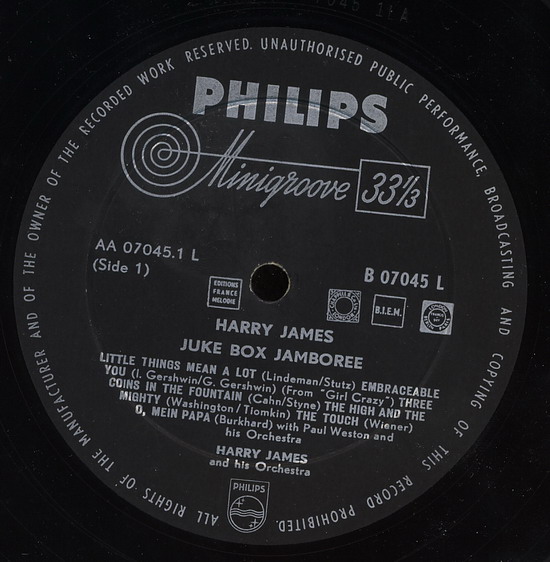 ALL RIGHTS OF THE MANUFACTURER AND OF THE OWNER OF THE RECORDED WORK RESERVED. UNAUTHORISED PUBLIC PERFORMANCE, BROADCASTING AND COPYING OF THIS RECORD PROHIBITED.
PHILIPS
Minigroove 33⅓
AA 07045.1 L
(Side 1)
B 07045 L
EDITIONS
FRANCE
MÉLODIE
B.I.E.M.
HARRY JAMES
JUKE BOX JAMBOREE
LITTLE THINGS MEAN A LOT (Lindeman/Stutz) EMBRACEABLE
YOU (I. Gershwin/G. Gershwin) (From "Girl Crazy") THREE
COINS IN THE FOUNTAIN (Cahn/Styne) THE HIGH AND THE
MIGHTY (Washington/Tiomkin) THE TOUCH (Wiener)
O, MEIN PAPA (Burkhard) with Paul Weston and
his Orchestra
HARRY JAMES
and his Orchestra
PHILIPS